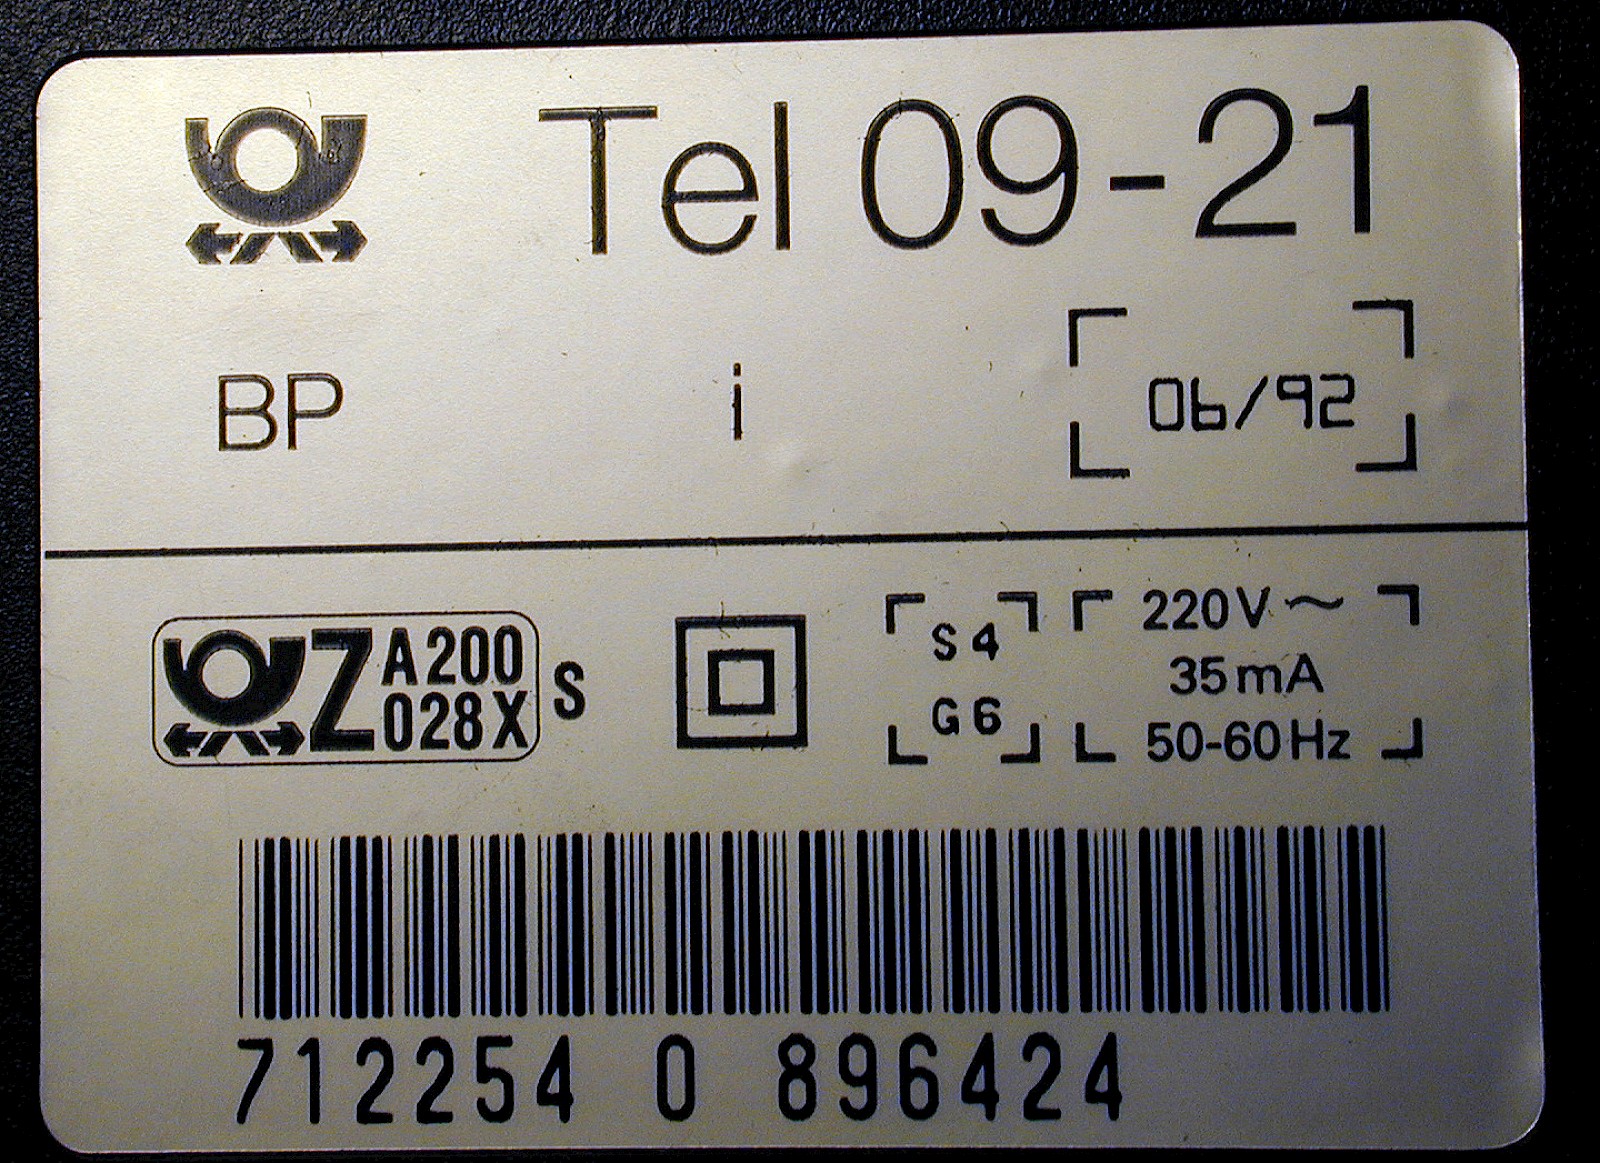 Tel 09-21
BP i 06/92
Z A200 028X S
S4
G6
220V~
35mA
50-60Hz
712254 0 896424